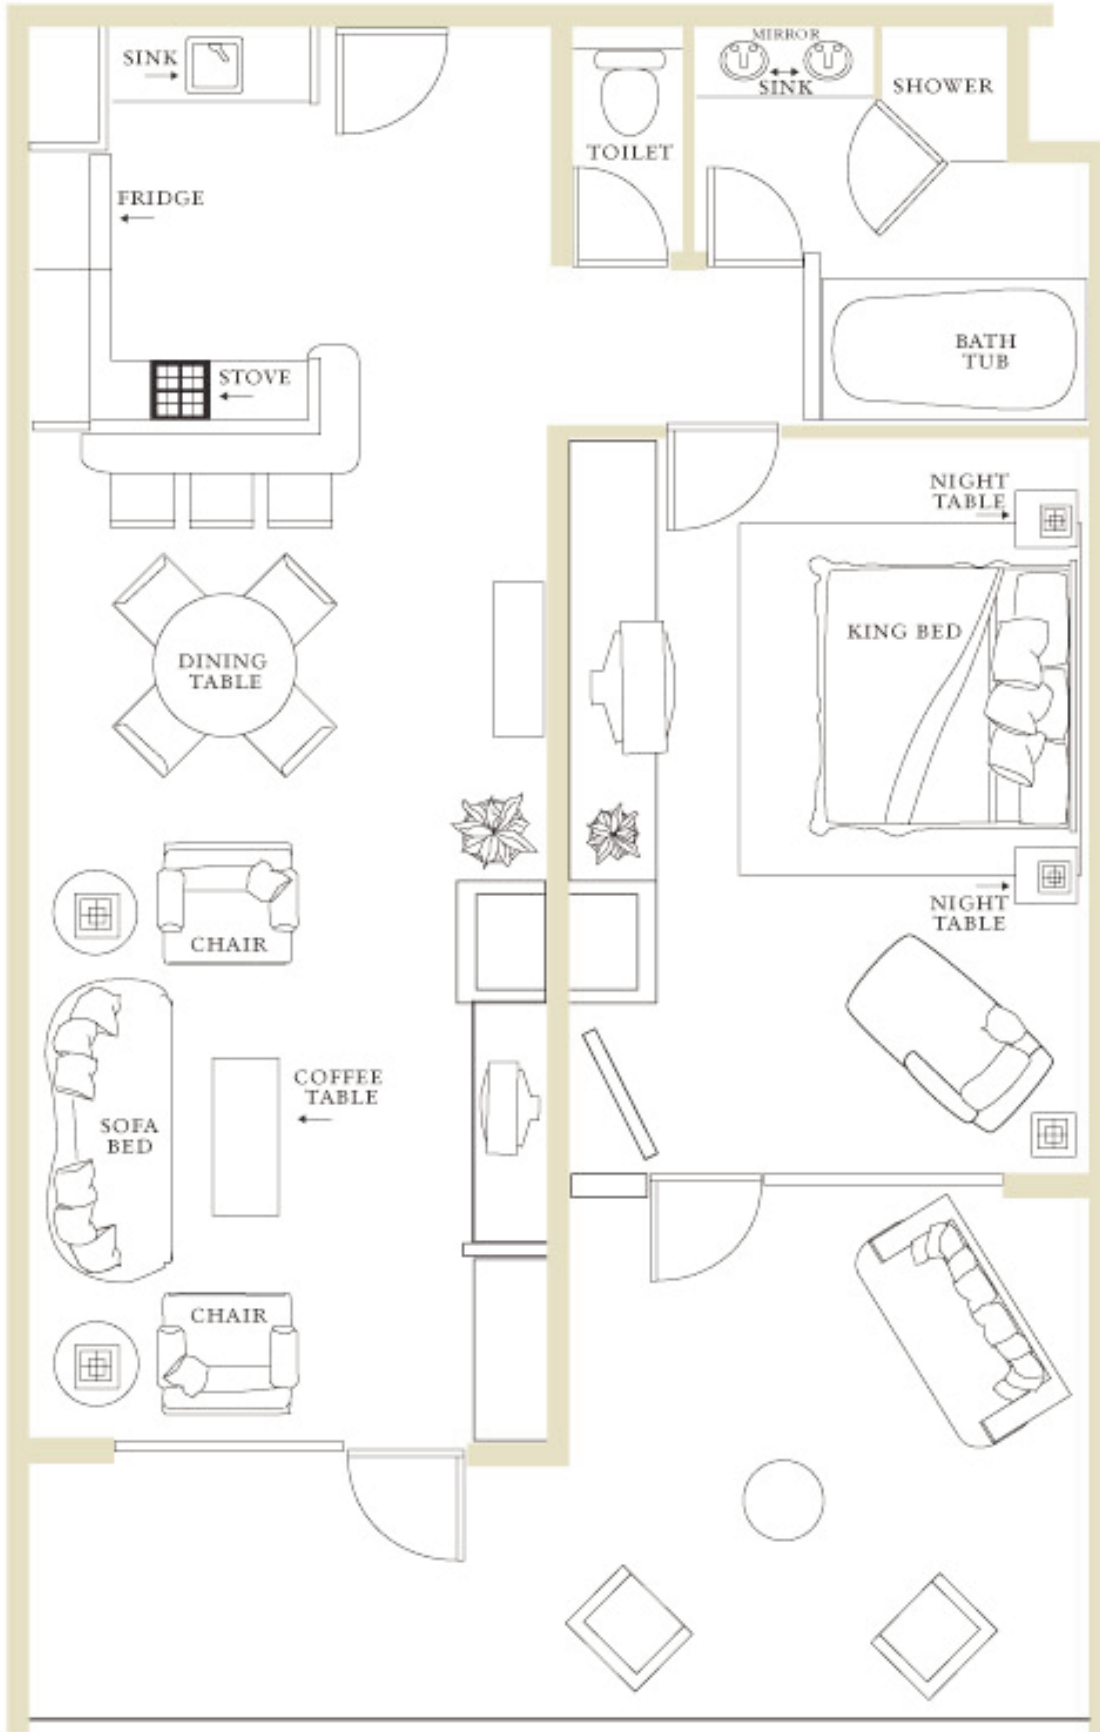 MIRROR
SINK
SINK
SHOWER
TOILET
FRIDGE
BATH
TUB
STOVE
NIGHT
TABLE
KING BED
DINING
TABLE
NIGHT
TABLE
CHAIR
COFFEE
TABLE
SOFA
BED
CHAIR